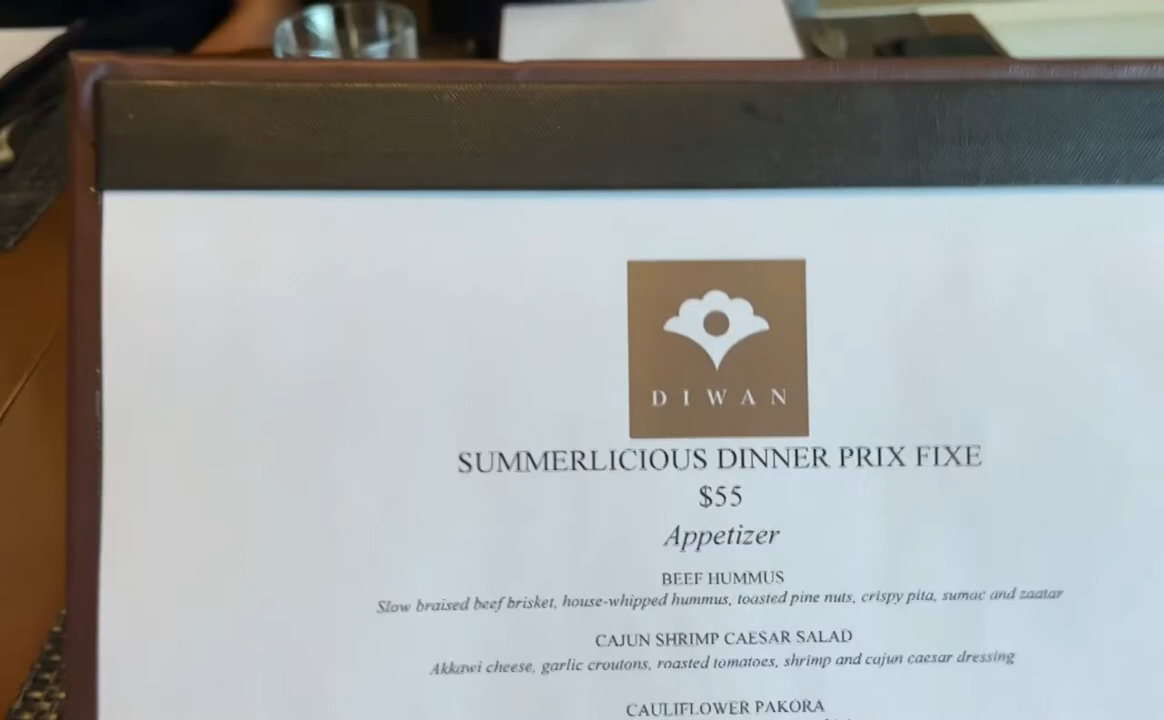 DIWAN
SUMMERLICIOUS DINNER PRIX FIXE
$55
Appetizer
BEEF HUMMUS
Slow braised beef brisket, house-whipped hummus, toasted pine nuts, crispy pita, sumac and zaatar
CAJUN SHRIMP CAESAR SALAD
Akkawi cheese, garlic croutons, roasted tomatoes, shrimp and cajun caesar dressing
CAULIFLOWER PAKORA